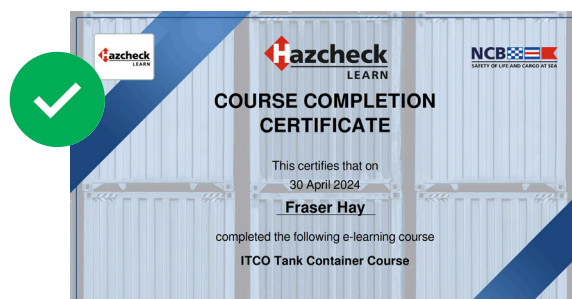 Hazcheck
LEARN
Hazcheck
LEARN
NCB
SAFETY OF LIFE AND CARGO AT SEA
COURSE COMPLETION
CERTIFICATE
This certifies that on
30 April 2024
Fraser Hay
completed the following e-learning course
ITCO Tank Container Course